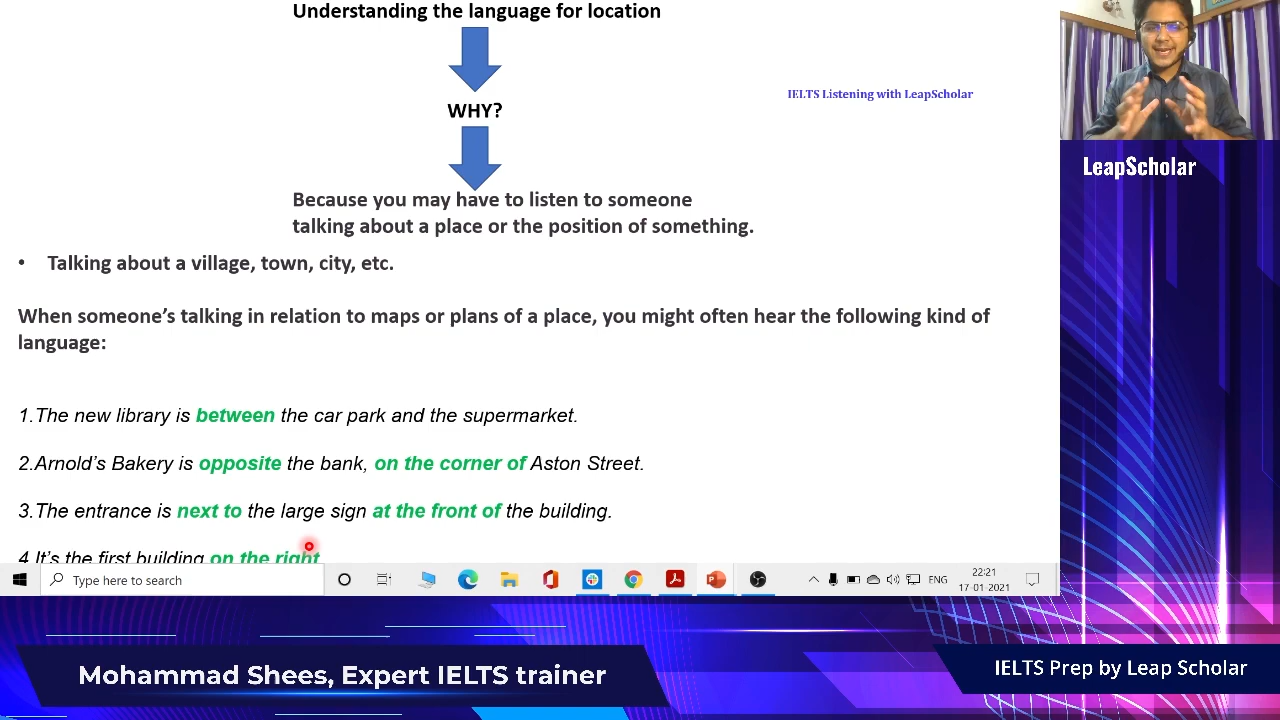 Understanding the language for location
WHY?
IELTS Listening with LeapScholar
Because you may have to listen to someone
talking about a place or the position of something.
• Talking about a village, town, city, etc.
When someone's talking in relation to maps or plans of a place, you might often hear the following kind of
language:
1.The new library is between the car park and the supermarket.
2.Arnold's Bakery is opposite the bank, on the corner of Aston Street.
3.The entrance is next to the large sign at the front of the building.
4.It's the first building on the right
Type here to search
ENG
22:21
17-01-2021
LeapScholar
Mohammad Shees, Expert IELTS trainer
IELTS Prep by Leap Scholar